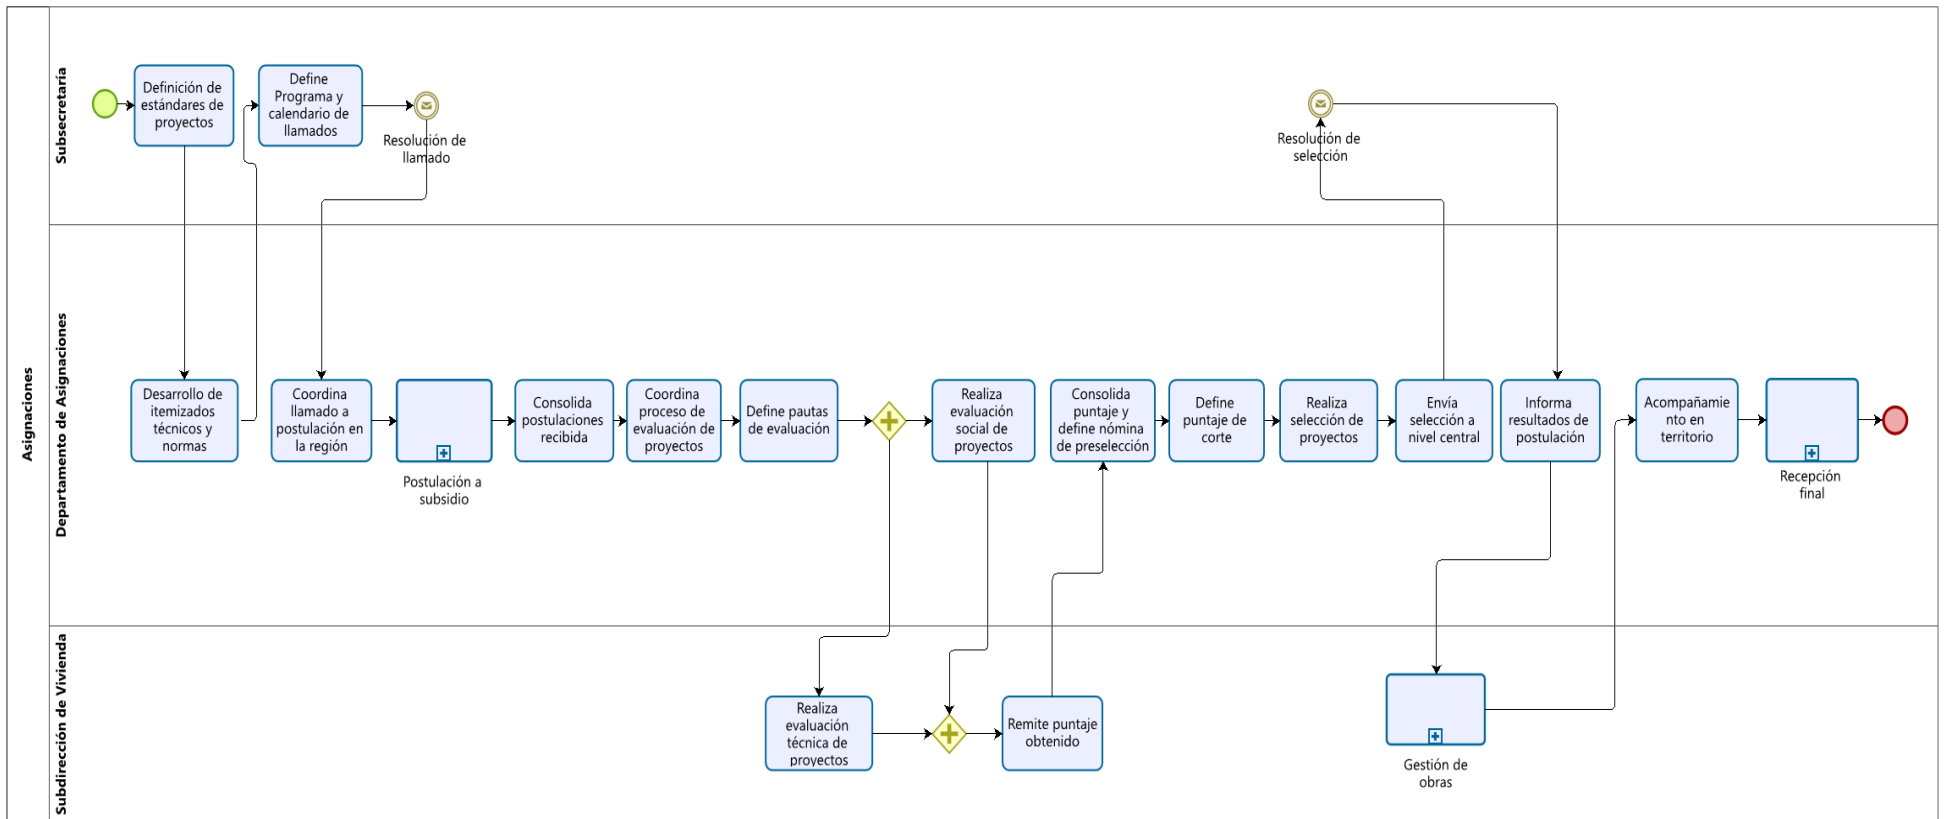 Asignaciones
Subsecretaría
Definición de
estándares de
proyectos
Define
Programa y
calendario de
llamados
Resolución de
llamado
Resolución de
selección
Departamento de Asignaciones
Desarrollo de
itemizados
técnicos y
normas
Coordina
llamado a
postulación en
la región
Postulación a
subsidio
Consolida
postulaciones
recibida
Coordina
proceso de
evaluación de
proyectos
Define pautas
de evaluación
Realiza
evaluación
social de
proyectos
Consolida
puntaje y
define nómina
de preselección
Define
puntaje de
corte
Realiza
selección de
proyectos
Envía
selección a
nivel central
Informa
resultados de
postulación
Acompañamie
nto en
territorio
Recepción
final
Subdirección de Vivienda
Realiza
evaluación
técnica de
proyectos
Remite puntaje
obtenido
Gestión de
obras